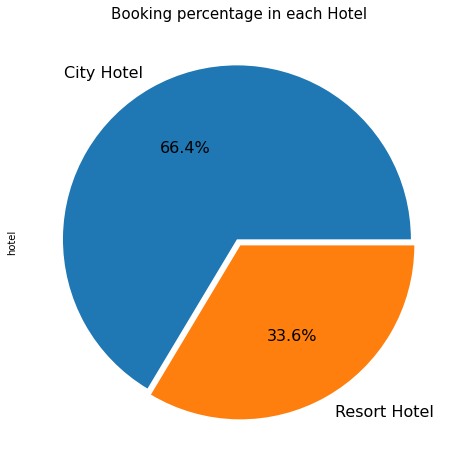 Booking percentage in each Hotel
City Hotel
66.4%
hotel
33.6%
Resort Hotel